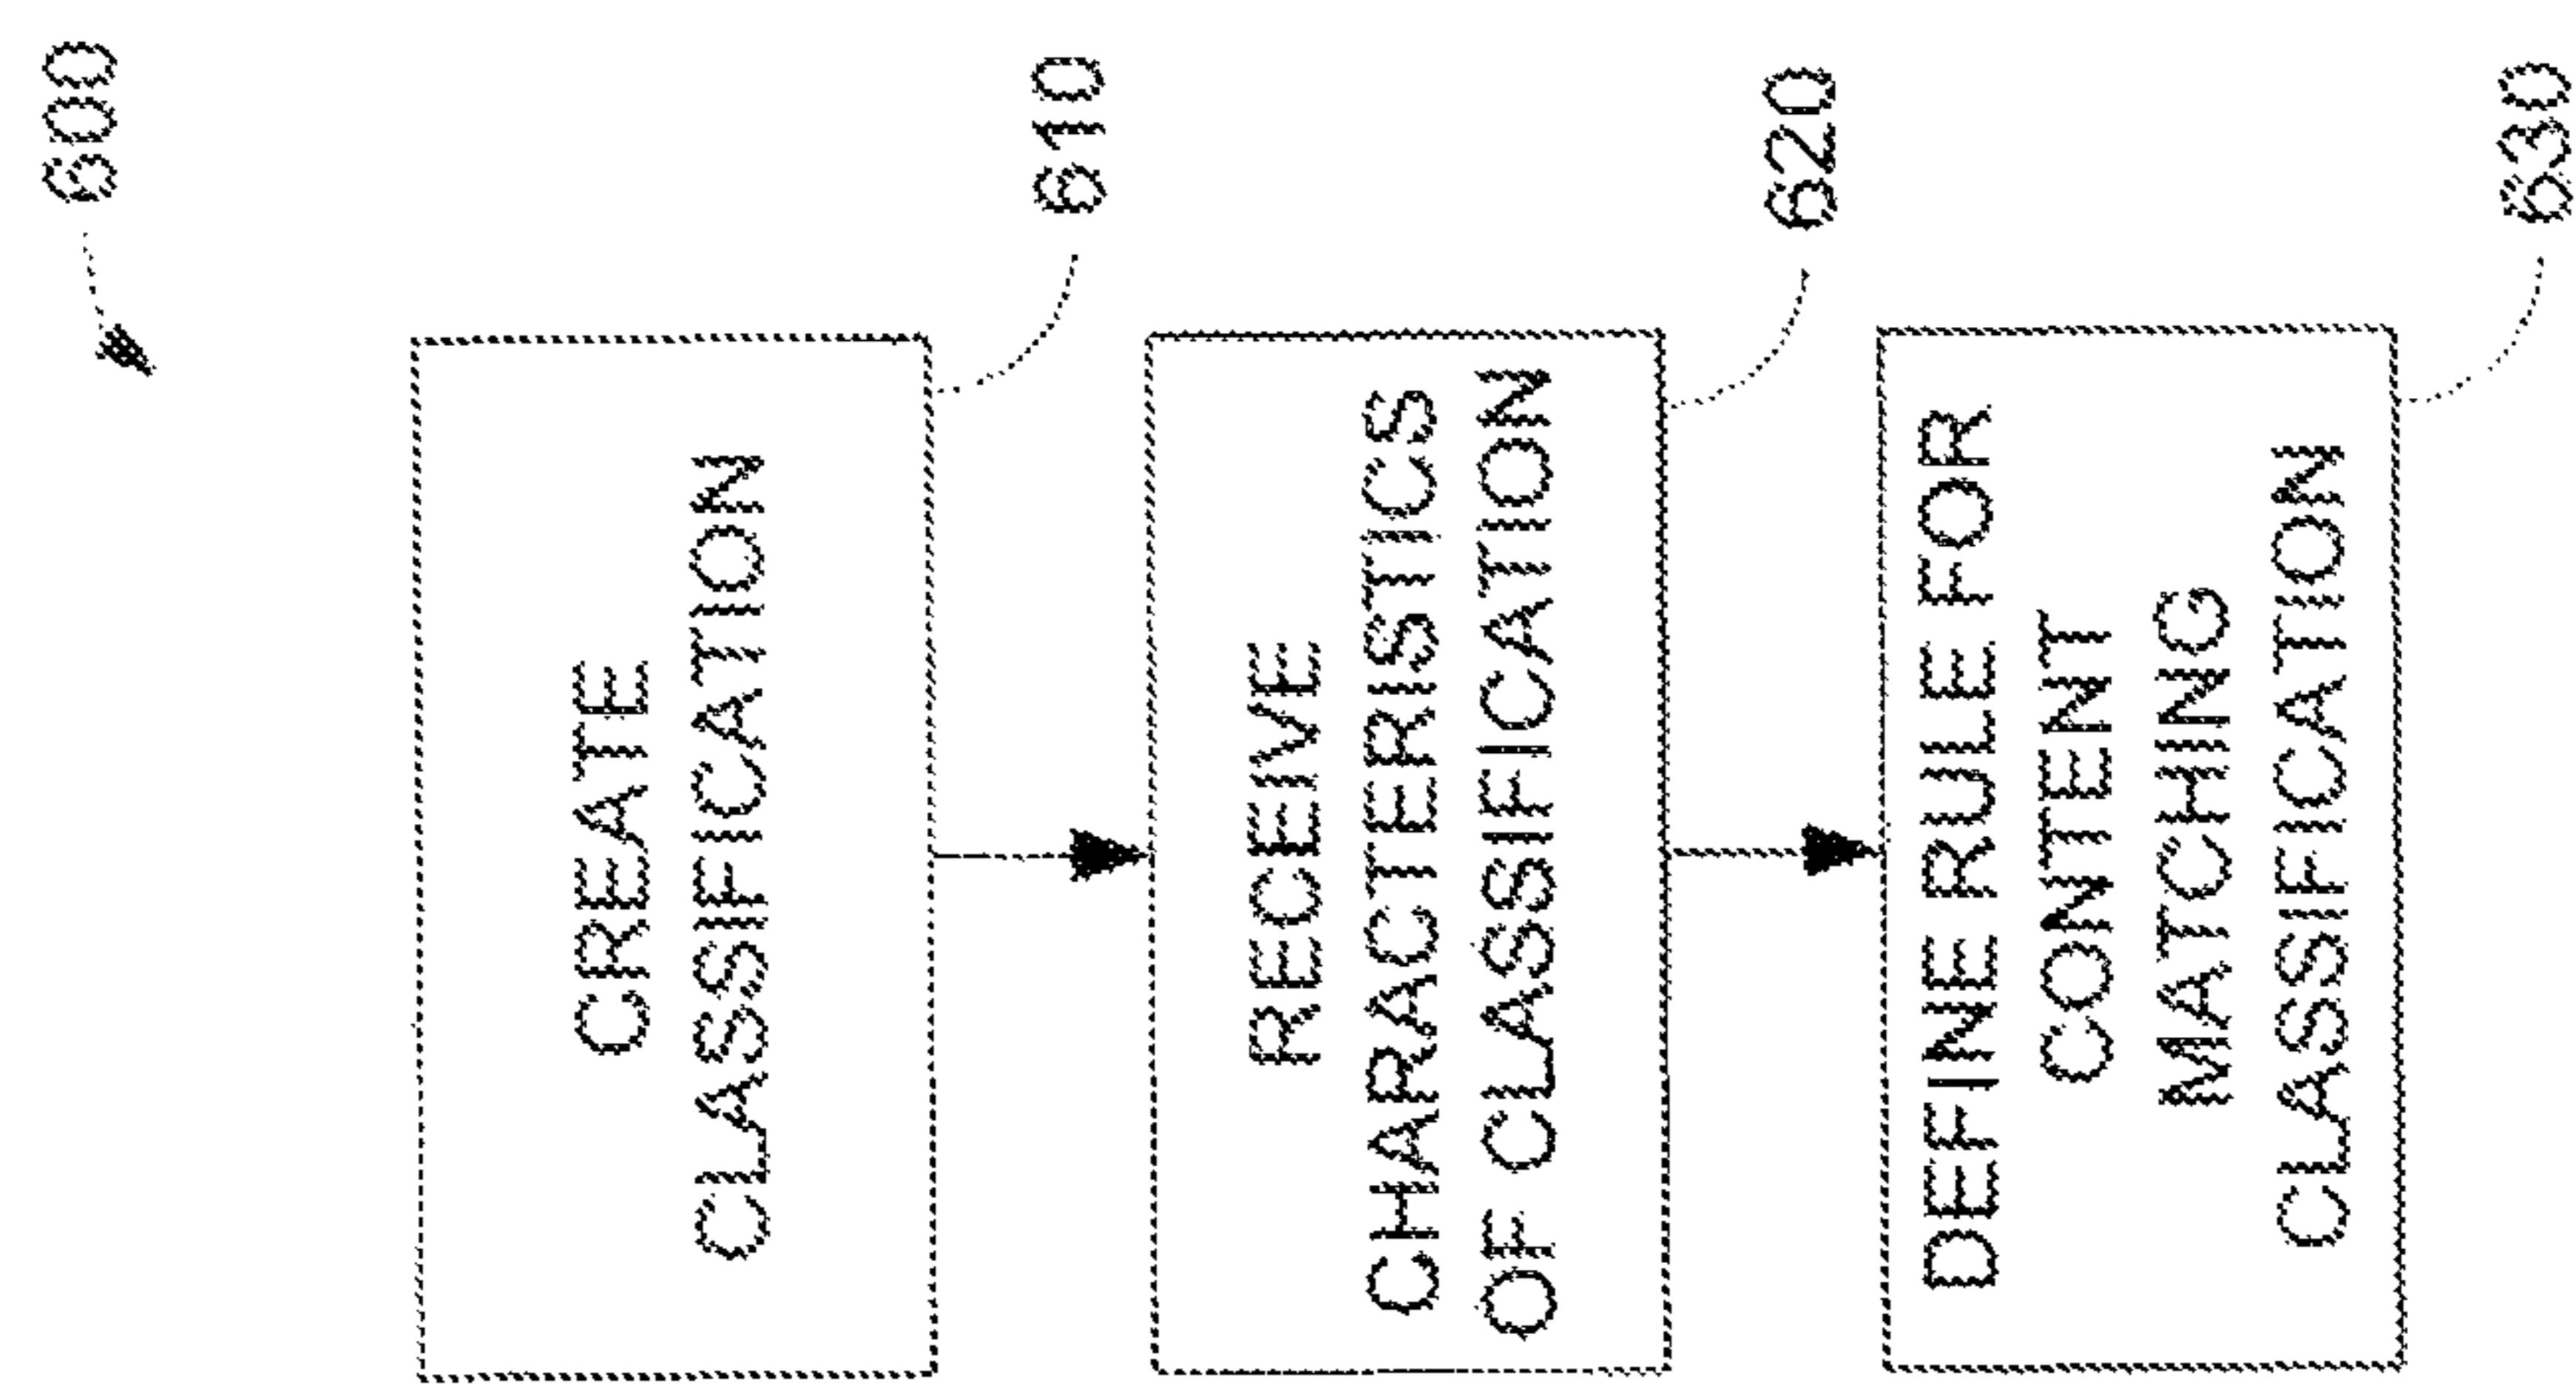 600
CREATE
CLASSIFICATION
610
RECEIVE
CHARACTERISTICS
OF CLASSIFICATION
620
DEFINE RULE FOR
CONTENT
MATCHING
CLASSIFICATION
630